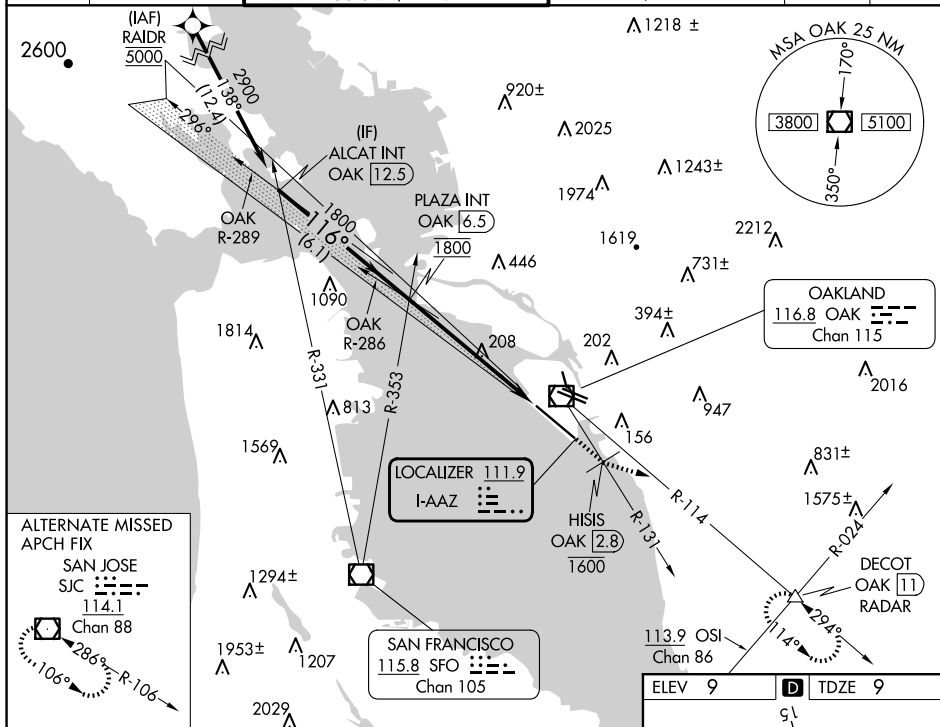 (IAF)
RAIDR
5000
2600
2900
138°
(12.4)
296°
1218 ±
MSA OAK 25 NM
170°
3800
5100
350°
920±
2025
(IF)
ALCAT INT
OAK 12.5
1243±
1974
OAK
R-289
1800
116°
(6.1)
PLAZA INT
OAK 6.5
1800
2212
1619
446
731±
1090
OAK
R-286
OAKLAND
116.8 OAK
Chan 115
394±
1814
208
202
2016
R-331
R-353
813
947
156
1569
831±
LOCALIZER 111.9
I-AAZ
1575±
HISIS
OAK 2.8
1600
R-131
R-114
R-024
DECOT
OAK 11
RADAR
294°
114°
113.9 OSI
Chan 86
ALTERNATE MISSED
APCH FIX
SAN JOSE
SJC
114.1
Chan 88
286°
R-106
106°
1294±
1953±
1207
2029
SAN FRANCISCO
115.8 SFO
Chan 105
ELEV 9
D
TDZE 9
15